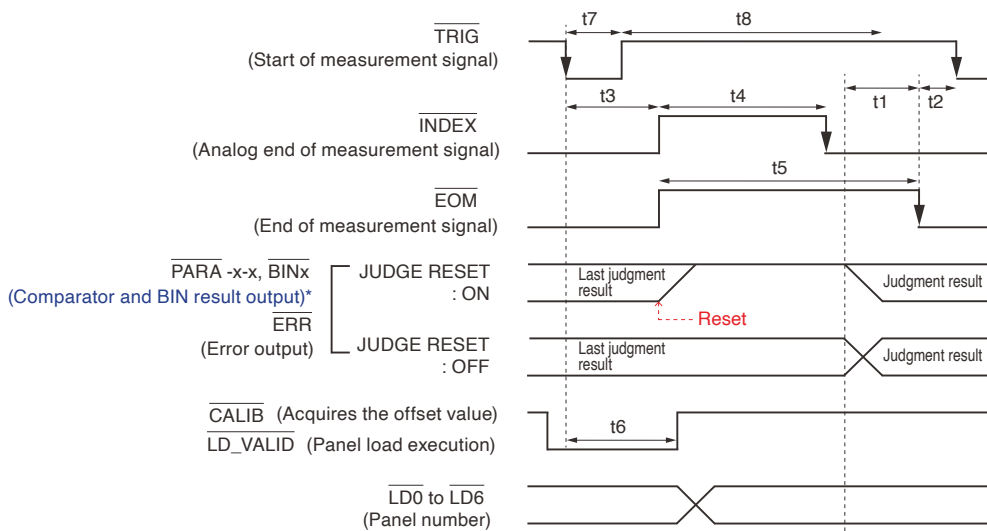 t7
t8
TRIG
(Start of measurement signal)
t3
t4
t1
t2
INDEX
(Analog end of measurement signal)
t5
EOM
(End of measurement signal)
PARA -x-x, BINx
(Comparator and BIN result output)*
JUDGE RESET
: ON
Last judgment
result
Judgment result
Reset
ERR
(Error output)
JUDGE RESET
: OFF
Last judgment
result
Judgment result
CALIB (Acquires the offset value)
LD_VALID (Panel load execution)
t6
LD0 to LD6
(Panel number)